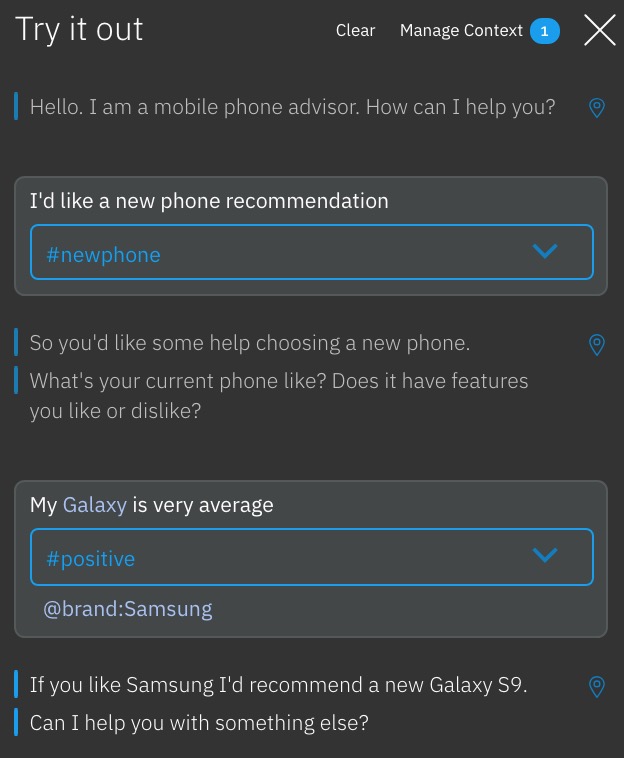 Try it out
Clear
Manage Context
1
Hello. I am a mobile phone advisor. How can I help you?
I'd like a new phone recommendation
#newphone
So you'd like some help choosing a new phone.
What's your current phone like? Does it have features
you like or dislike?
My Galaxy is very average
#positive
@brand:Samsung
If you like Samsung I'd recommend a new Galaxy S9.
Can I help you with something else?